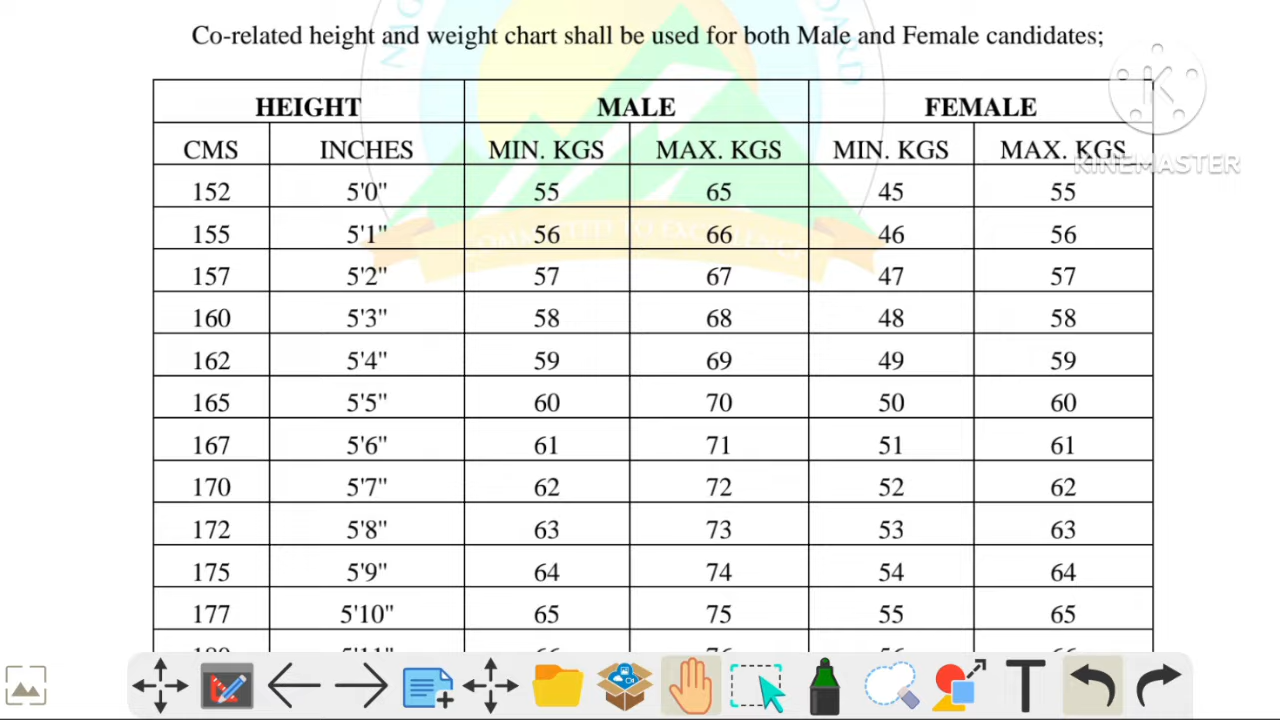 Co-related height and weight chart shall be used for both Male and Female candidates;
HEIGHT MALE FEMALE
CMS INCHES MIN. KGS MAX. KGS MIN. KGS MAX. KGS
KINEMASTER
152 5'0" 55 65 45 55
155 5'1" 56 66 46 56
COMMITTED TO EXCELLENCE
157 5'2" 57 67 47 57
160 5'3" 58 68 48 58
162 5'4" 59 69 49 59
165 5'5" 60 70 50 60
167 5'6" 61 71 51 61
170 5'7" 62 72 52 62
172 5'8" 63 73 53 63
175 5'9" 64 74 54 64
177 5'10" 65 75 55 65